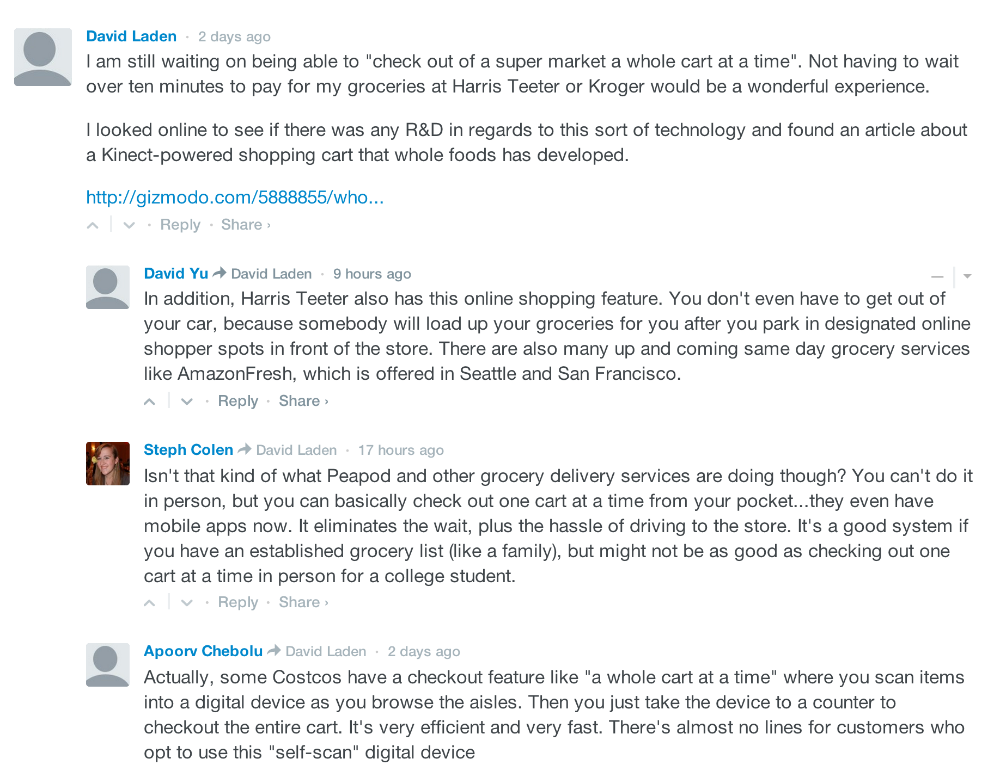 David Laden · 2 days ago
I am still waiting on being able to "check out of a super market a whole cart at a time". Not having to wait
over ten minutes to pay for my groceries at Harris Teeter or Kroger would be a wonderful experience.
I looked online to see if there was any R&D in regards to this sort of technology and found an article about
a Kinect-powered shopping cart that whole foods has developed.
http://gizmodo.com/5888855/who...
· Reply · Share ›
David Yu David Laden · 9 hours ago
In addition, Harris Teeter also has this online shopping feature. You don't even have to get out of
your car, because somebody will load up your groceries for you after you park in designated online
shopper spots in front of the store. There are also many up and coming same day grocery services
like AmazonFresh, which is offered in Seattle and San Francisco.
· Reply · Share ›
Steph Colen David Laden · 17 hours ago
Isn't that kind of what Peapod and other grocery delivery services are doing though? You can't do it
in person, but you can basically check out one cart at a time from your pocket...they even have
mobile apps now. It eliminates the wait, plus the hassle of driving to the store. It's a good system if
you have an established grocery list (like a family), but might not be as good as checking out one
cart at a time in person for a college student.
· Reply · Share ›
Apoorv Chebolu David Laden · 2 days ago
Actually, some Costcos have a checkout feature like "a whole cart at a time" where you scan items
into a digital device as you browse the aisles. Then you just take the device to a counter to
checkout the entire cart. It's very efficient and very fast. There's almost no lines for customers who
opt to use this "self-scan" digital device